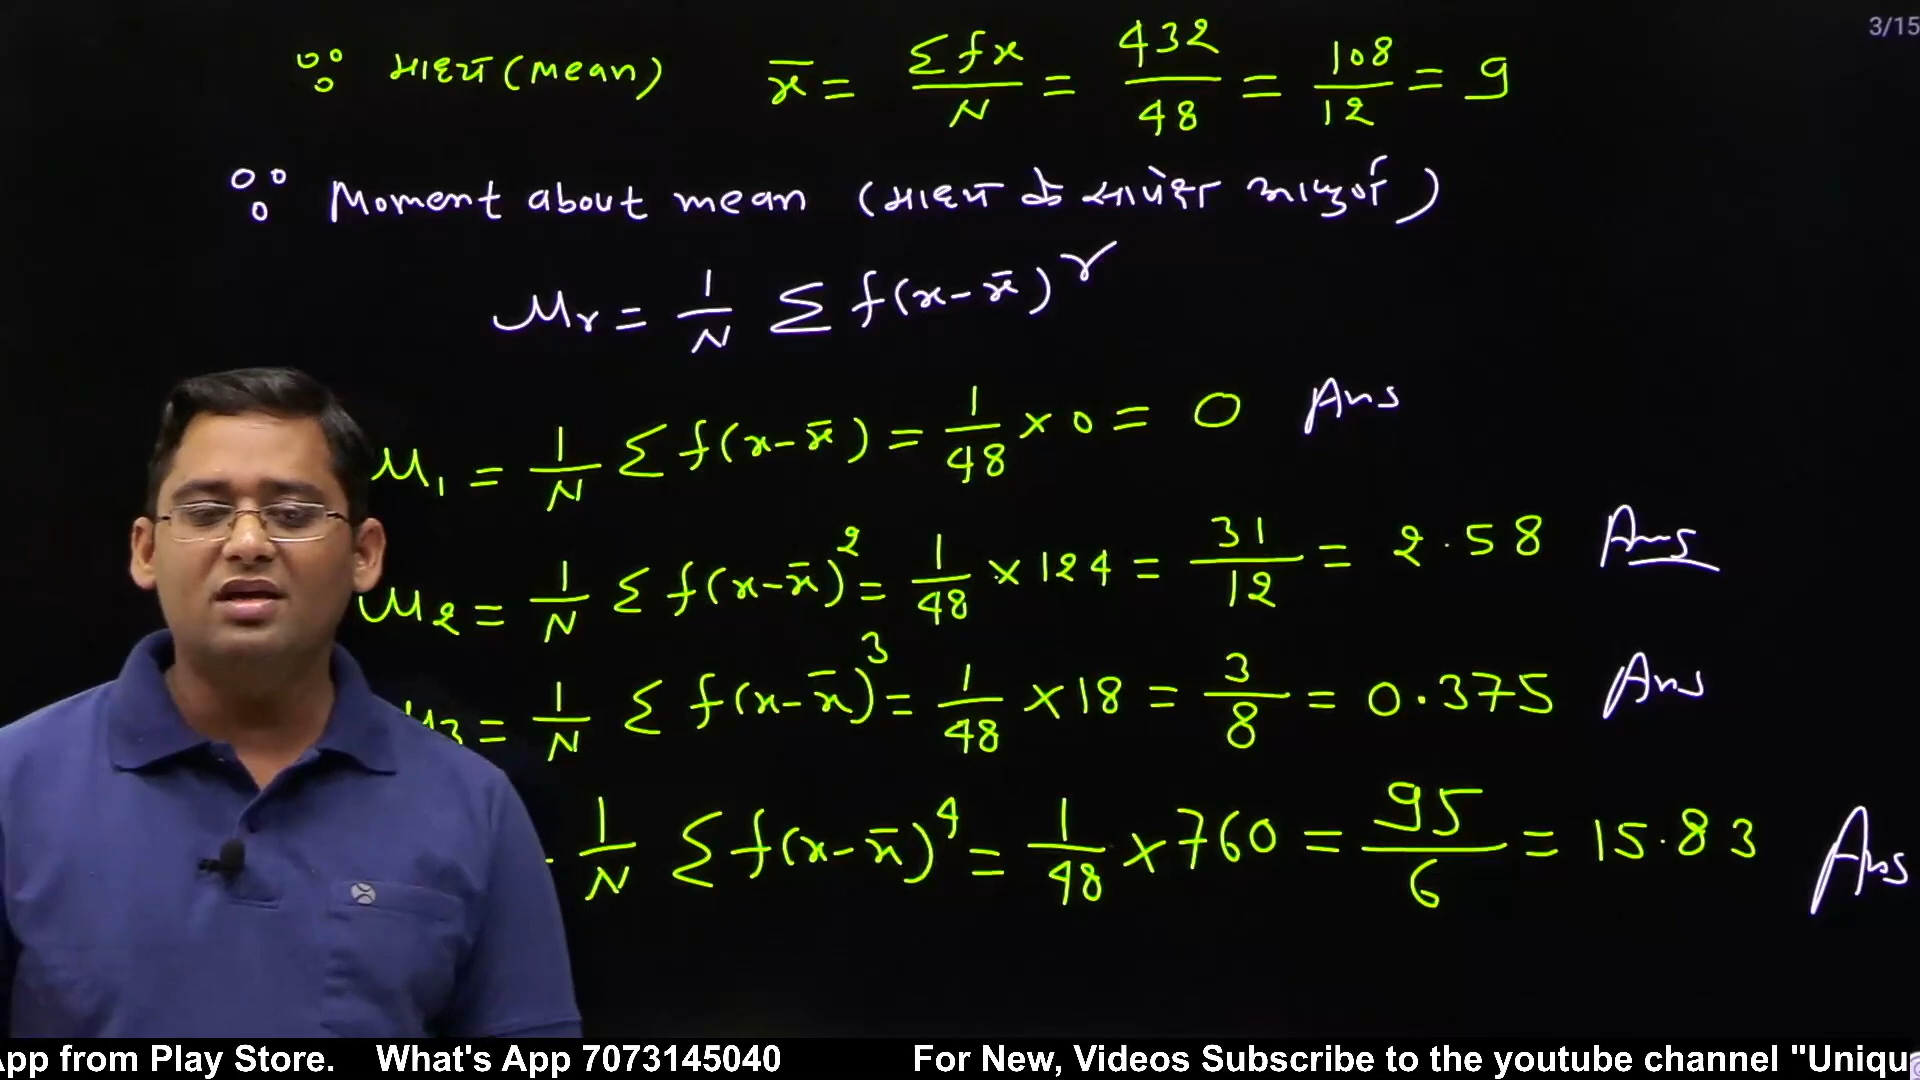 3/15
∵ माध्य (mean) x̄ = Σfx/N = 432/48 = 108/12 = 9
∵ Moment about mean (माध्य के सापेक्ष आघूर्ण)
μr = 1/N Σ f(x-x̄)^r
μ1 = 1/N Σ f(x-x̄) = 1/48 × 0 = 0 Ans
μ2 = 1/N Σ f(x-x̄)^2 = 1/48 × 124 = 31/12 = 2.58 Ans
μ3 = 1/N Σ f(x-x̄)^3 = 1/48 × 18 = 3/8 = 0.375 Ans
1/N Σ f(x-x̄)^4 = 1/48 × 760 = 95/6 = 15.83 Ans
App from Play Store. What's App 7073145040 For New, Videos Subscribe to the youtube channel "Uniqu